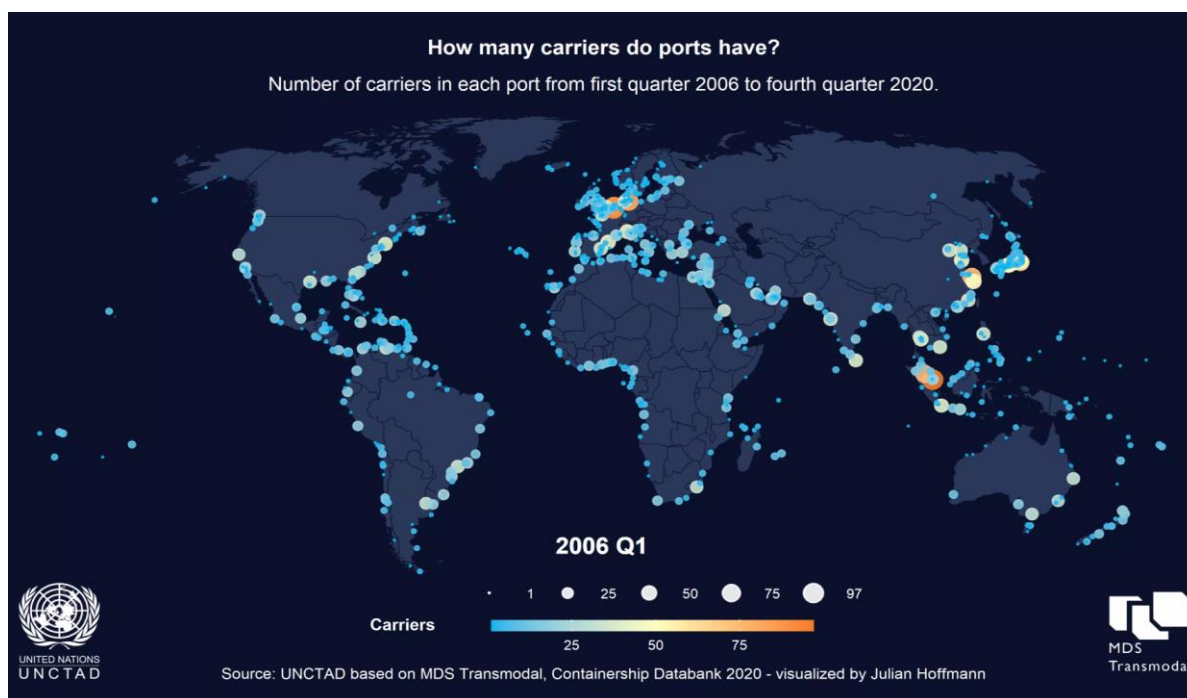 How many carriers do ports have?
Number of carriers in each port from first quarter 2006 to fourth quarter 2020.
2006 Q1
1 25 50 75 97
Carriers
25 50 75
UNITED NATIONS
UNCTAD
Source: UNCTAD based on MDS Transmodal, Containership Databank 2020 - visualized by Julian Hoffmann
MDS
Transmodal